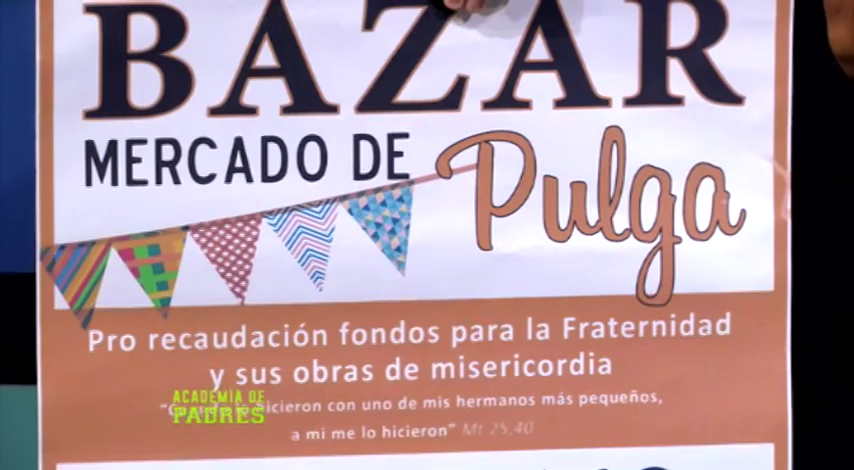 BAZAR
MERCADO DE Pulga
Pro recaudación fondos para la Fraternidad
y sus obras de misericordia
hicieron con uno de mis hermanos más pequeños,
a mi me lo hicieron" Mt 25,40
ACADEMIA DE
PADRES